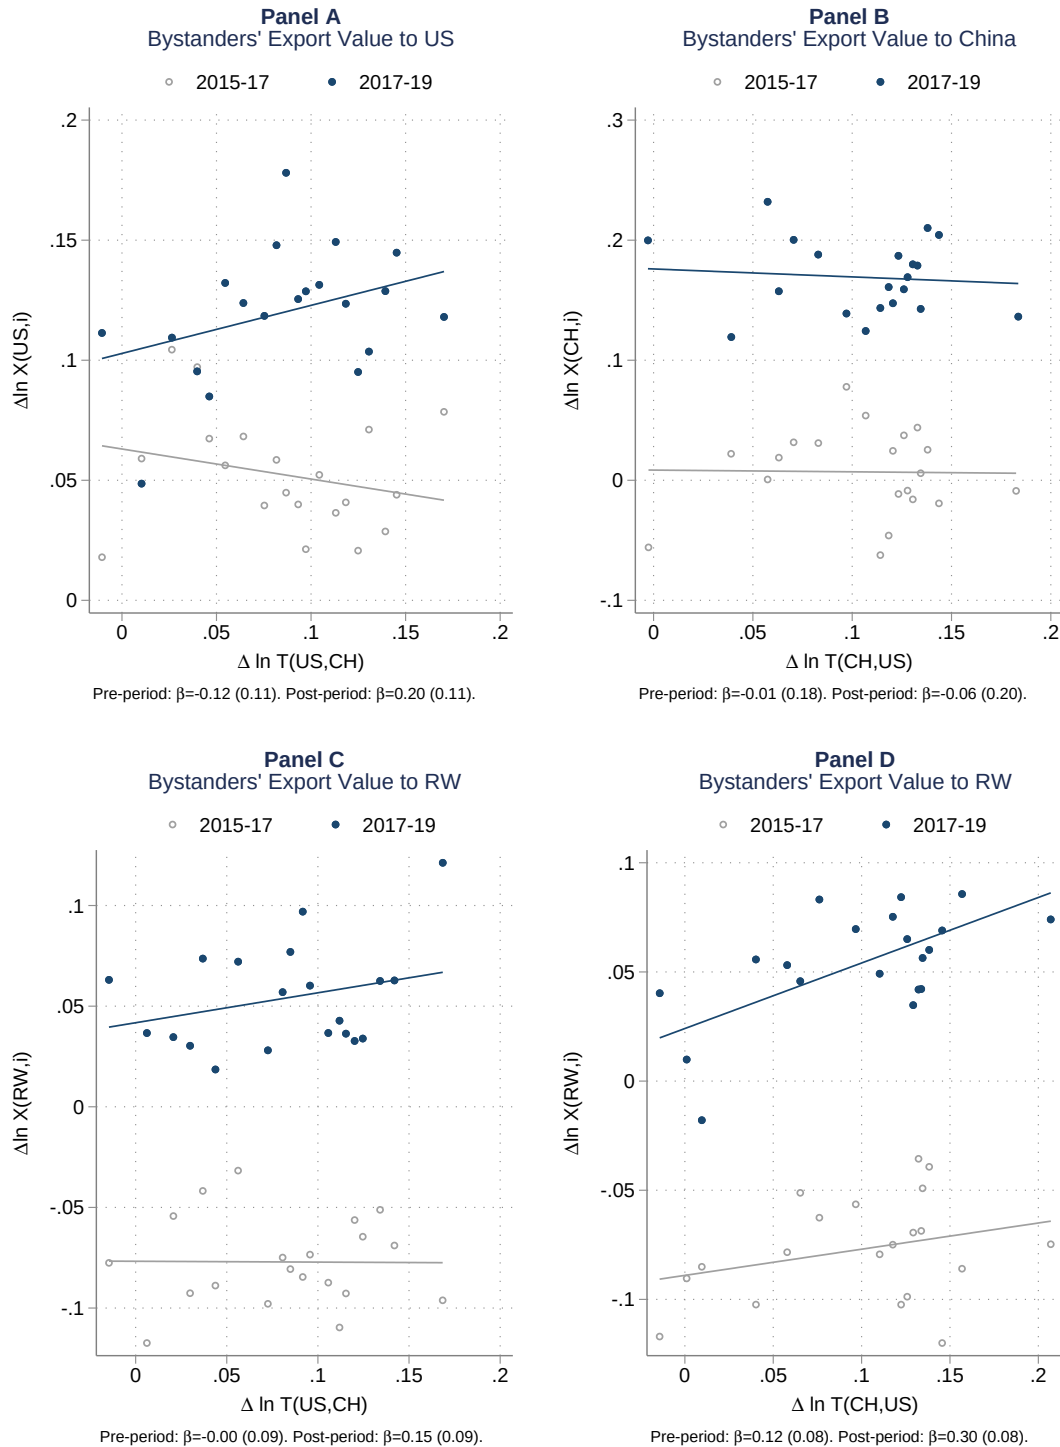 Panel A
Bystanders' Export Value to US
2015-17 2017-19
.2
.15
.1
.05
0
Δln X(US,i)
0 .05 .1 .15 .2
Δ ln T(US,CH)
Pre-period: β=-0.12 (0.11). Post-period: β=0.20 (0.11).
Panel B
Bystanders' Export Value to China
2015-17 2017-19
.3
.2
.1
0
-.1
Δln X(CH,i)
0 .05 .1 .15 .2
Δ ln T(CH,US)
Pre-period: β=-0.01 (0.18). Post-period: β=-0.06 (0.20).
Panel C
Bystanders' Export Value to RW
2015-17 2017-19
.1
.05
0
-.05
-.1
Δln X(RW,i)
0 .05 .1 .15 .2
Δ ln T(US,CH)
Pre-period: β=-0.00 (0.09). Post-period: β=0.15 (0.09).
Panel D
Bystanders' Export Value to RW
2015-17 2017-19
.1
.05
0
-.05
-.1
Δln X(RW,i)
0 .05 .1 .15 .2
Δ ln T(CH,US)
Pre-period: β=0.12 (0.08). Post-period: β=0.30 (0.08).